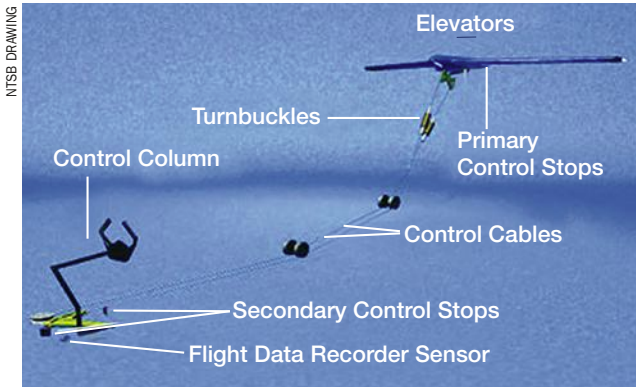 NTSB DRAWING
Elevators
Turnbuckles
Primary
Control Stops
Control Column
Control Cables
Secondary Control Stops
Flight Data Recorder Sensor